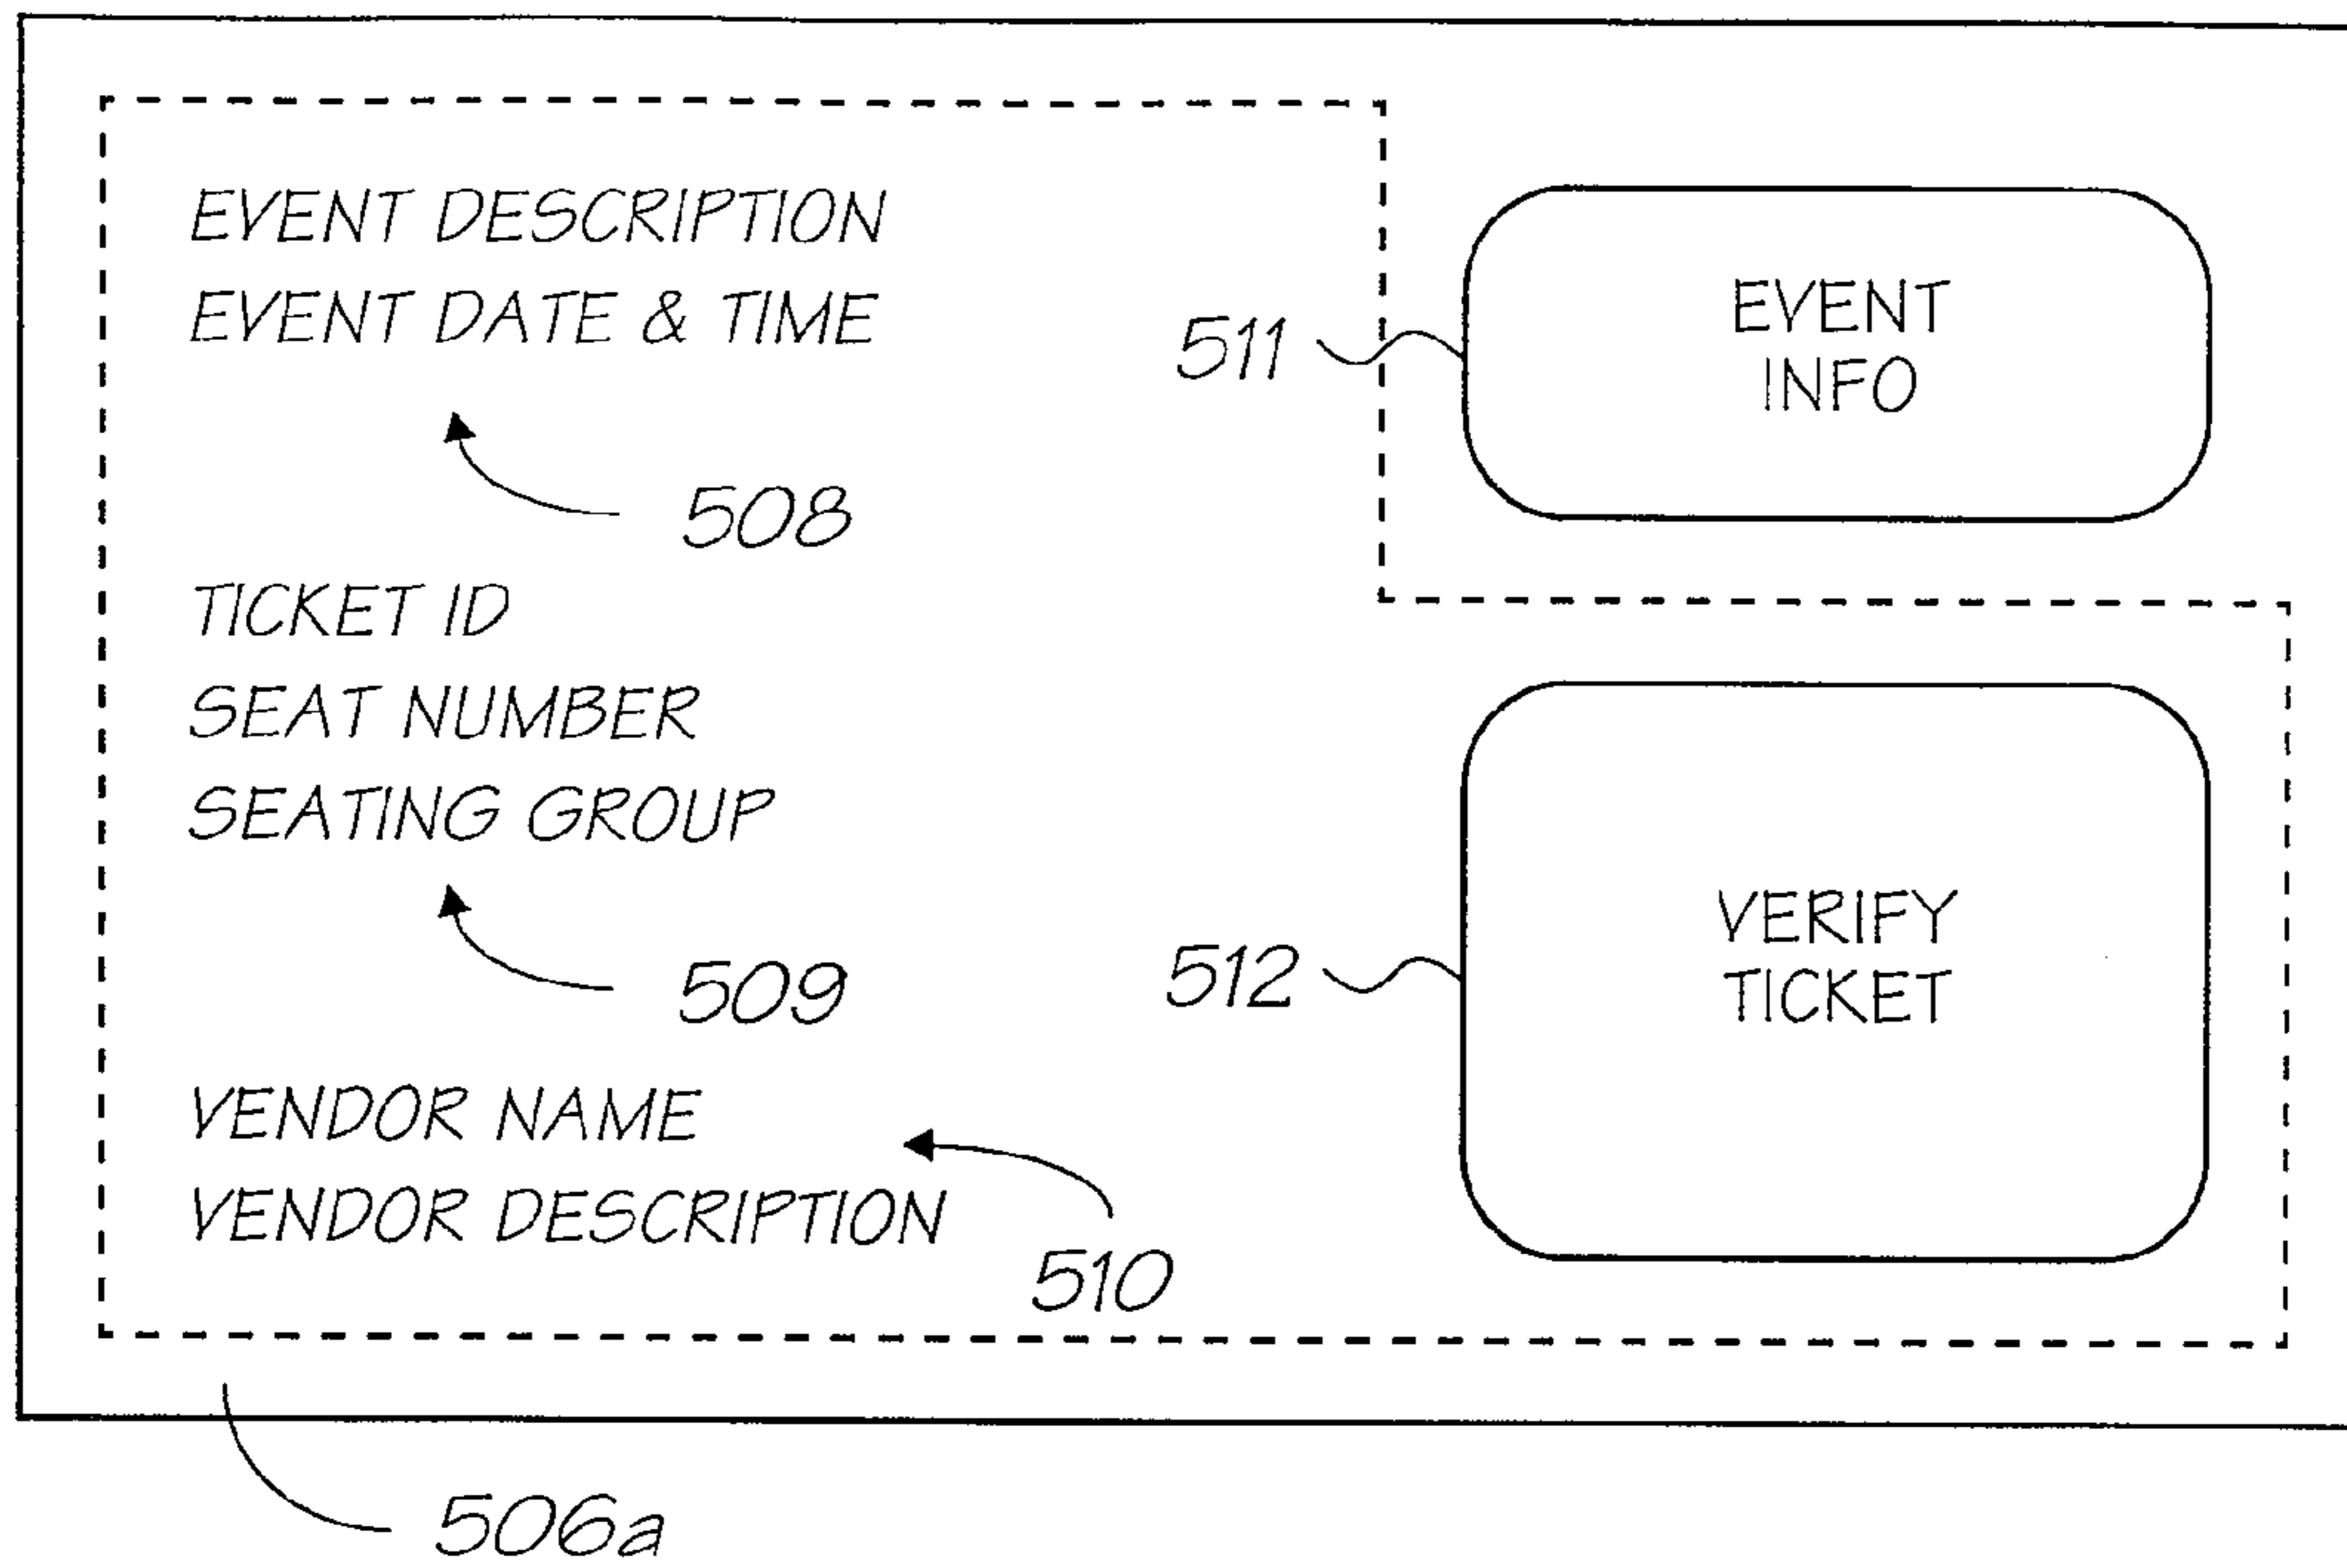 EVENT DESCRIPTION
EVENT DATE & TIME
508
TICKET ID
SEAT NUMBER
SEATING GROUP
509
VENDOR NAME
VENDOR DESCRIPTION
510
511
EVENT
INFO
512
VERIFY
TICKET
506a